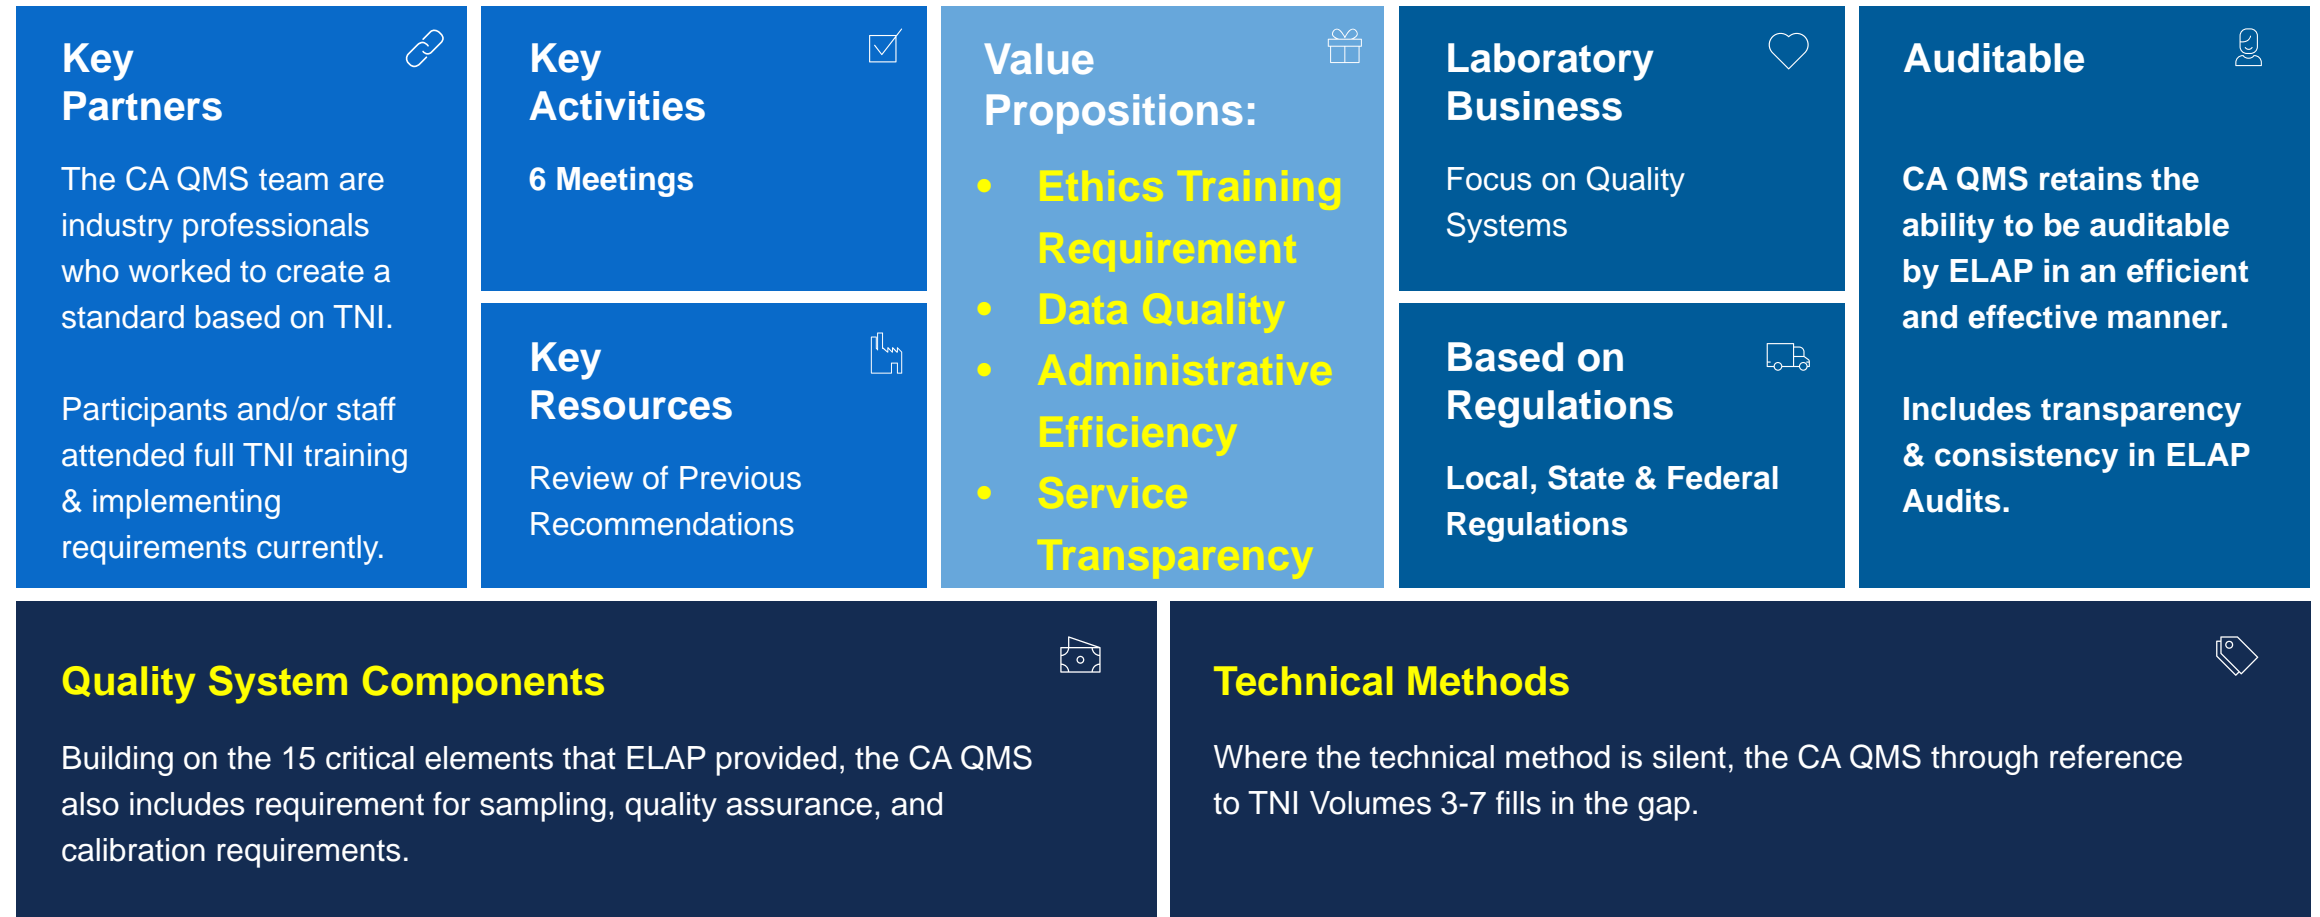 Key
Partners
The CA QMS team are
industry professionals
who worked to create a
standard based on TNI.
Participants and/or staff
attended full TNI training
& implementing
requirements currently.
Key
Activities
6 Meetings
Key
Resources
Review of Previous
Recommendations
Value
Propositions:
• Ethics Training
Requirement
• Data Quality
• Administrative
Efficiency
• Service
Transparency
Laboratory
Business
Focus on Quality
Systems
Based on
Regulations
Local, State & Federal
Regulations
Auditable
CA QMS retains the
ability to be auditable
by ELAP in an efficient
and effective manner.
Includes transparency
& consistency in ELAP
Audits.
Quality System Components
Building on the 15 critical elements that ELAP provided, the CA QMS
also includes requirement for sampling, quality assurance, and
calibration requirements.
Technical Methods
Where the technical method is silent, the CA QMS through reference
to TNI Volumes 3-7 fills in the gap.